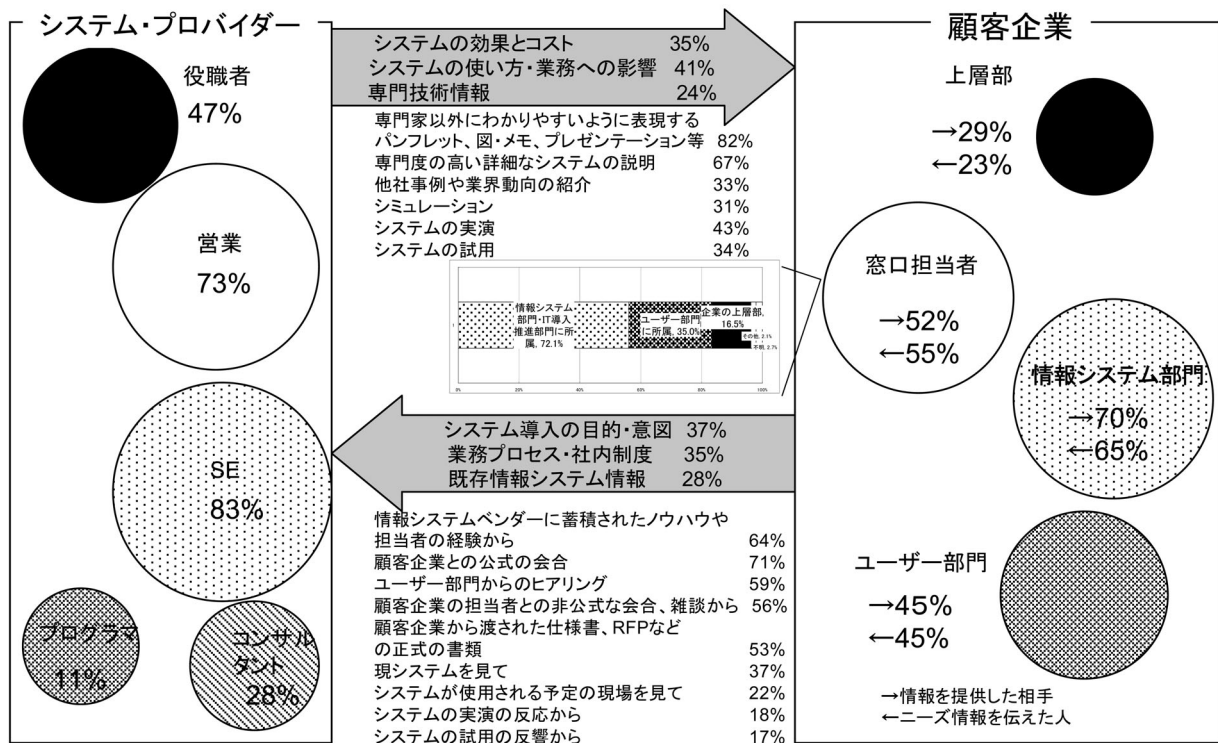 システム・プロバイダー
役職者
47%
営業
73%
SE
83%
プログラマ
11%
コンサル
タント
28%
システムの効果とコスト 35%
システムの使い方・業務への影響 41%
専門技術情報 24%
専門家以外にわかりやすいように表現する
パンフレット、図・メモ、プレゼンテーション等 82%
専門度の高い詳細なシステムの説明 67%
他社事例や業界動向の紹介 33%
シミュレーション 31%
システムの実演 43%
システムの試用 34%
情報システム
部門・IT導入
推進部門に所
属, 72.1%
ユーザー部門
に所属, 35.0%
企業の上層部,
16.5%
その他, 2.1%
不明, 2.7%
1
0% 20% 40% 60% 80% 100%
システム導入の目的・意図 37%
業務プロセス・社内制度 35%
既存情報システム情報 28%
情報システムベンダーに蓄積されたノウハウや
担当者の経験から 64%
顧客企業との公式の会合 71%
ユーザー部門からのヒアリング 59%
顧客企業の担当者との非公式な会合、雑談から 56%
顧客企業から渡された仕様書、RFPなど
の正式の書類 53%
現システムを見て 37%
システムが使用される予定の現場を見て 22%
システムの実演の反応から 18%
システムの試用の反響から 17%
顧客企業
上層部
→29%
←23%
窓口担当者
→52%
←55%
情報システム部門
→70%
←65%
ユーザー部門
→45%
←45%
→情報を提供した相手
←ニーズ情報を伝えた人